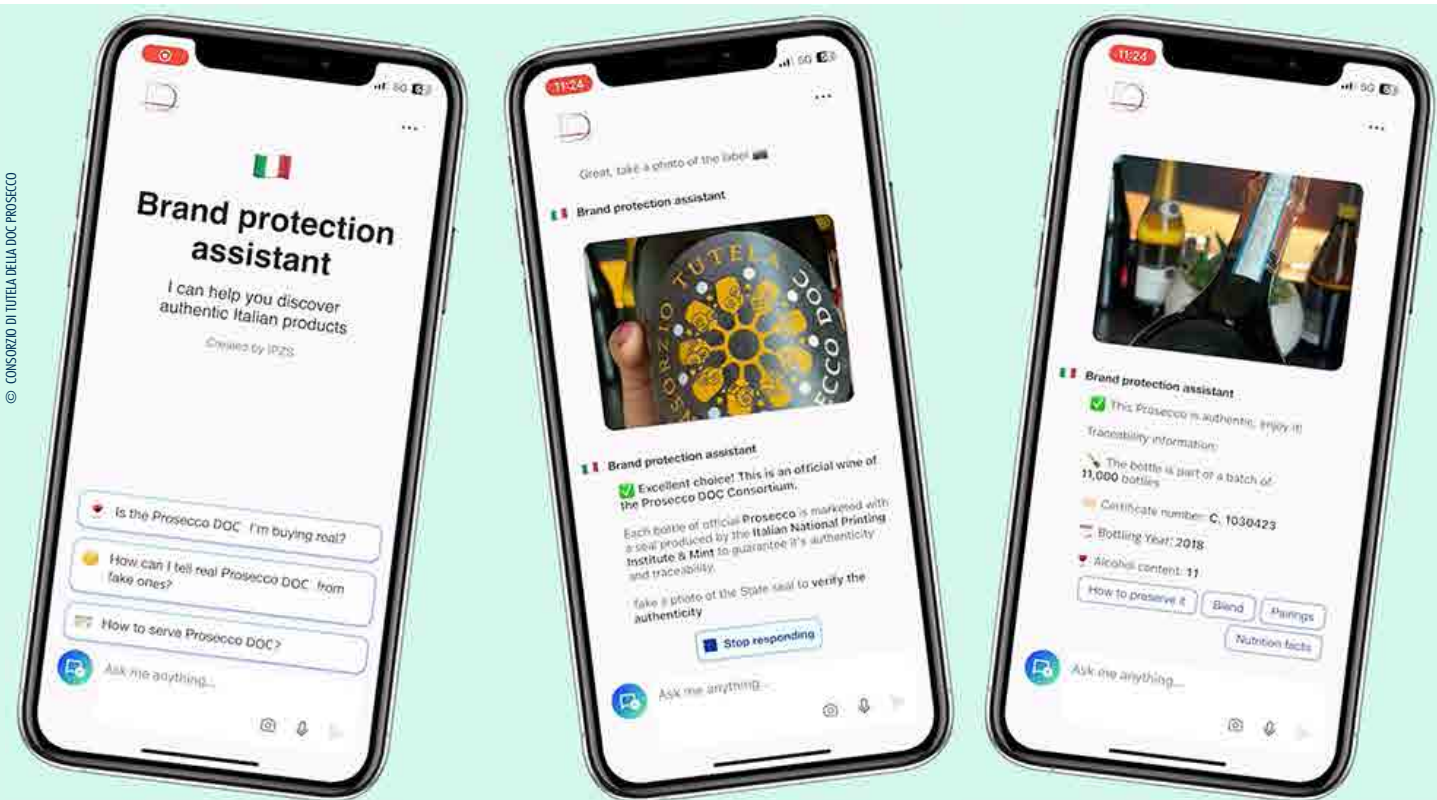 © CONSORZIO DI TUTELA DELLA DOC PROSECCO
5G
Brand protection
assistant
I can help you discover
authentic Italian products
Created by IPZS
Is the Prosecco DOC I'm buying real?
How can I tell real Prosecco DOC from
fake ones?
How to serve Prosecco DOC?
Ask me anything...
11:24
5G
Great, take a photo of the label
Brand protection assistant
CONSORZIO TUTELA PROSECCO DOC
Brand protection assistant
Excellent choice! This is an official wine of
the Prosecco DOC Consortium.
Each bottle of official Prosecco is marketed with
a seal produced by the Italian National Printing
Institute & Mint to guarantee it's authenticity
and traceability.
Take a photo of the State seal to verify the
authenticity
Stop responding
Ask me anything...
11:24
5G
Brand protection assistant
This Prosecco is authentic, enjoy it!
Traceability information:
The bottle is part of a batch of
11,000 bottles
Certificate number: C. 1030423
Bottling Year: 2018
Alcohol content: 11
How to preserve it
Blend
Pairings
Nutrition facts
Ask me anything...